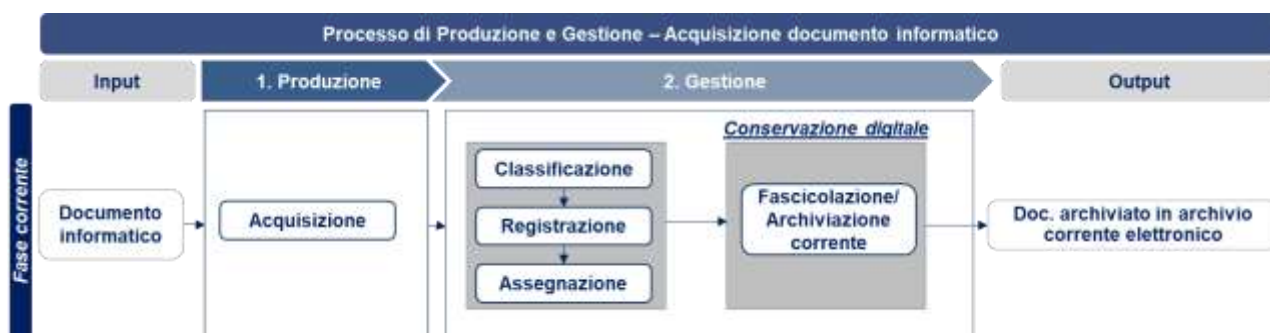 Processo di Produzione e Gestione – Acquisizione documento informatico
Input
1. Produzione
2. Gestione
Output
Fase corrente
Documento
informatico
Acquisizione
Classificazione
Registrazione
Assegnazione
Conservazione digitale
Fascicolazione/
Archiviazione
corrente
Doc. archiviato in archivio
corrente elettronico